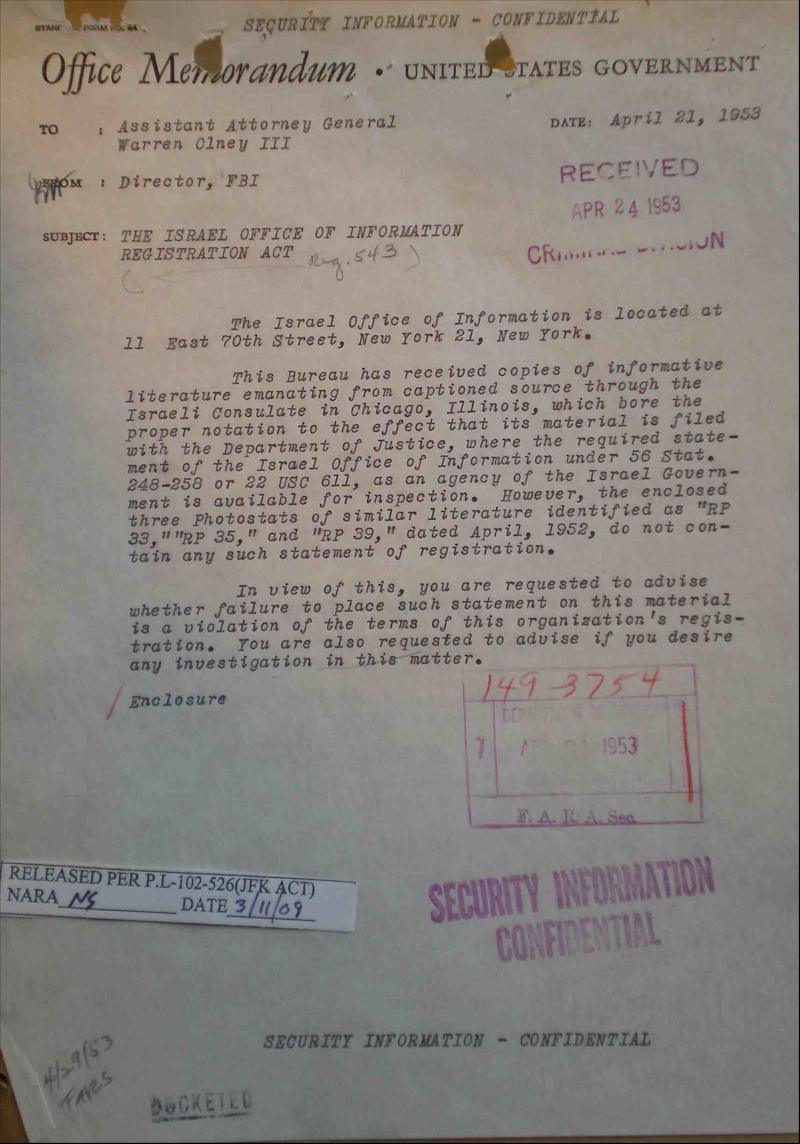 SECURITY INFORMATION - CONFIDENTIAL
FORM NO. 64
Office Memorandum • UNITED STATES GOVERNMENT
TO : Assistant Attorney General
Warren Olney III
DATE: April 21, 1953
FROM : Director, FBI
RECEIVED
APR 24 1953
CRIMINAL DIVISION
SUBJECT: THE ISRAEL OFFICE OF INFORMATION
REGISTRATION ACT
(Reg. 543)
The Israel Office of Information is located at
11 East 70th Street, New York 21, New York.
This Bureau has received copies of informative
literature emanating from captioned source through the
Israeli Consulate in Chicago, Illinois, which bore the
proper notation to the effect that its material is filed
with the Department of Justice, where the required state-
ment of the Israel Office of Information under 56 Stat.
248-258 or 22 USC 611, as an agency of the Israel Govern-
ment is available for inspection. However, the enclosed
three Photostats of similar literature identified as "RP
33," "RP 35," and "RP 39," dated April, 1952, do not con-
tain any such statement of registration.
In view of this, you are requested to advise
whether failure to place such statement on this material
is a violation of the terms of this organization's regis-
tration. You are also requested to advise if you desire
any investigation in this matter.
Enclosure
149-3754
7
1953
F. A. R. A. Sec.
RELEASED PER P.L-102-526(JFK ACT)
NARA NS DATE 3/11/09
SECURITY INFORMATION
CONFIDENTIAL
SECURITY INFORMATION - CONFIDENTIAL
4/29/53
DOCKETED